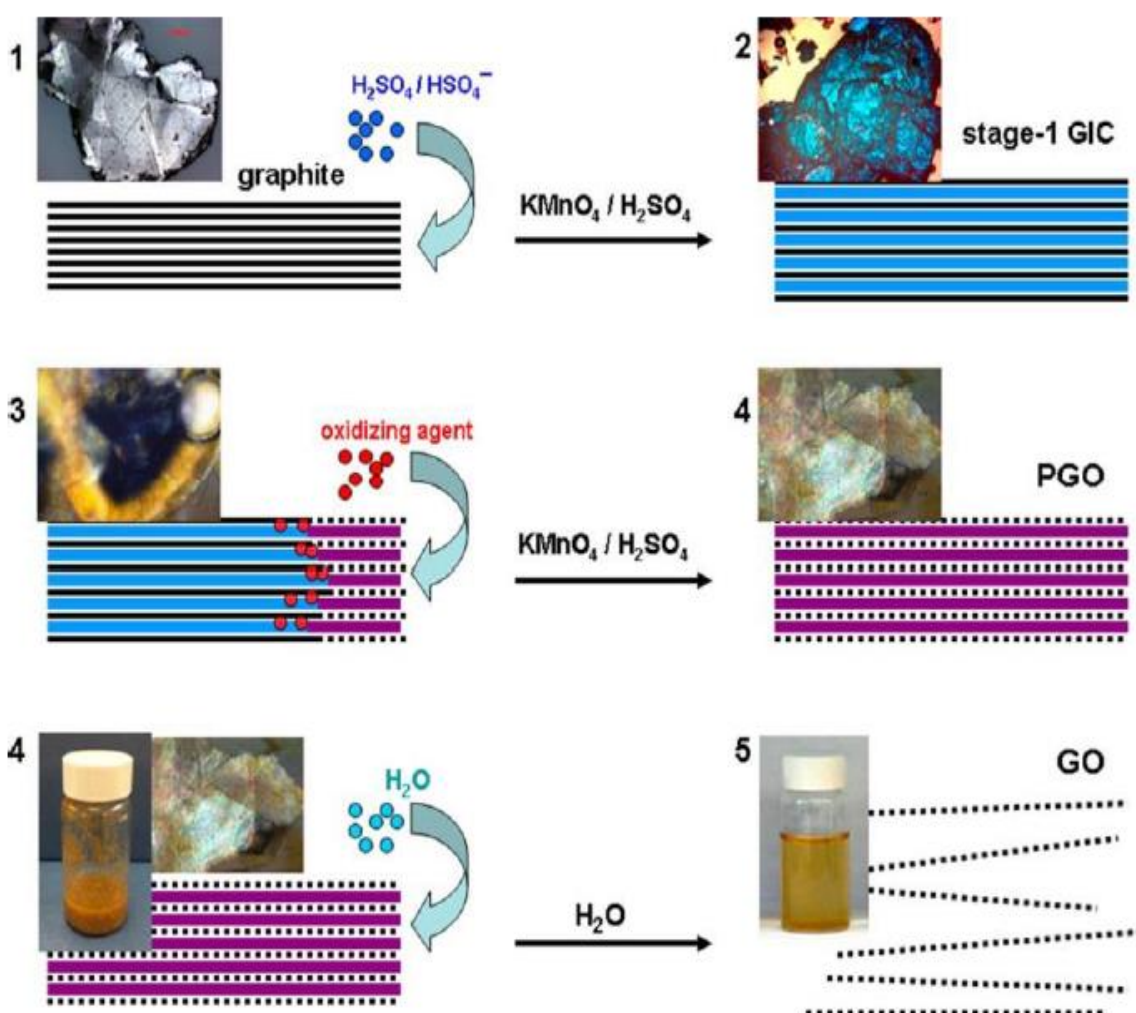 1
H₂SO₄ / HSO₄⁻
graphite
KMnO₄ / H₂SO₄
2
stage-1 GIC
3
oxidizing agent
KMnO₄ / H₂SO₄
4
PGO
4
H₂O
H₂O
5
GO